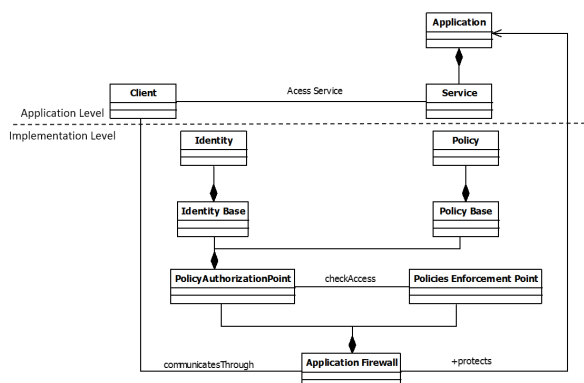 Application
Client
Acess Service
Service
Application Level
Implementation Level
Identity
Policy
Identity Base
Policy Base
PolicyAuthorizationPoint
checkAccess
Policies Enforcement Point
communicatesThrough
Application Firewall
+protects